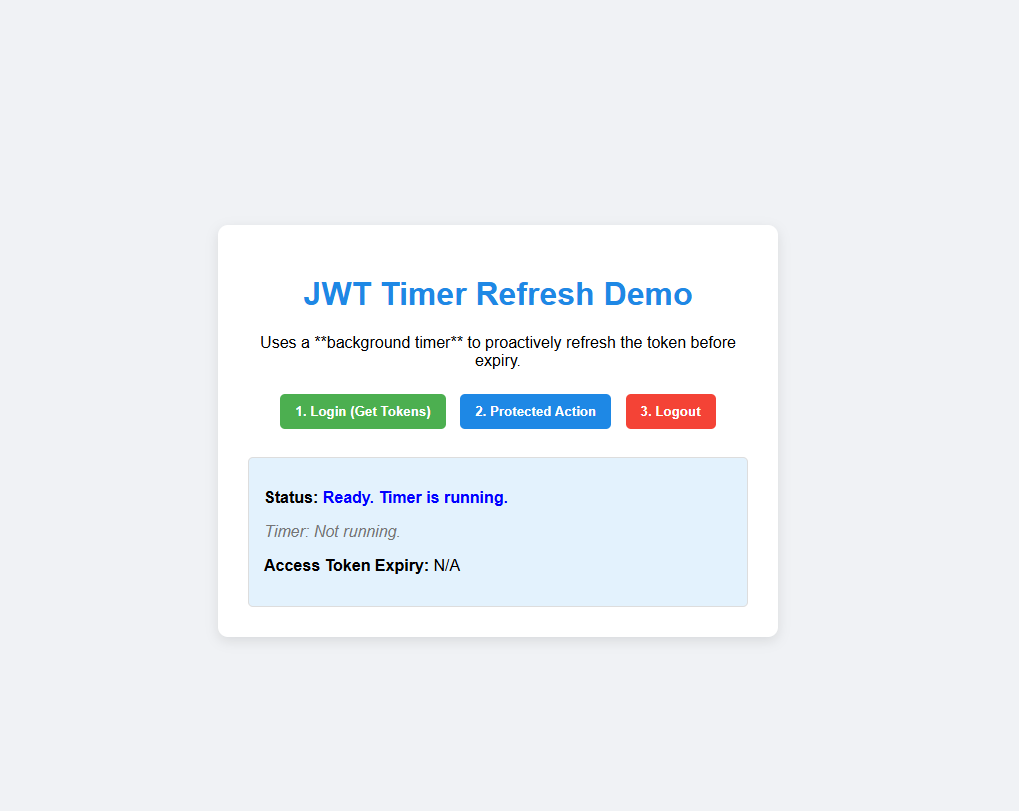 JWT Timer Refresh Demo
Uses a **background timer** to proactively refresh the token before
expiry.
1. Login (Get Tokens)
2. Protected Action
3. Logout
Status: Ready. Timer is running.
Timer: Not running.
Access Token Expiry: N/A